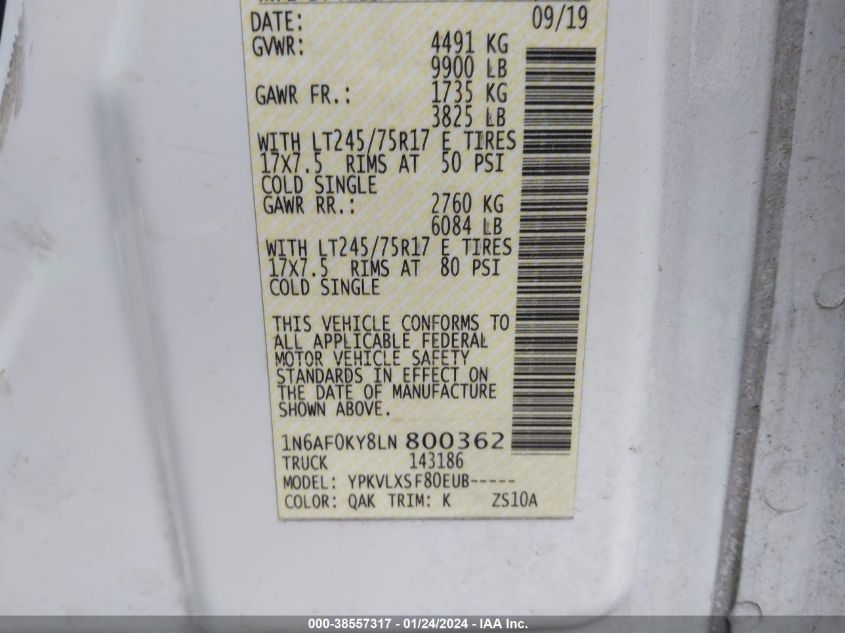 DATE: 09/19
GVWR: 4491 KG
9900 LB
GAWR FR.: 1735 KG
3825 LB
WITH LT245/75R17 E TIRES
17X7.5 RIMS AT 50 PSI
COLD SINGLE
GAWR RR.: 2760 KG
6084 LB
WITH LT245/75R17 E TIRES
17X7.5 RIMS AT 80 PSI
COLD SINGLE
THIS VEHICLE CONFORMS TO
ALL APPLICABLE FEDERAL
MOTOR VEHICLE SAFETY
STANDARDS IN EFFECT ON
THE DATE OF MANUFACTURE
SHOWN ABOVE.
1N6AF0KY8LN 800362
TRUCK 143186
MODEL: YPKVLXSF80EUB-----
COLOR: QAK TRIM: K ZS10A
000-38557317 - 01/24/2024 - IAA Inc.